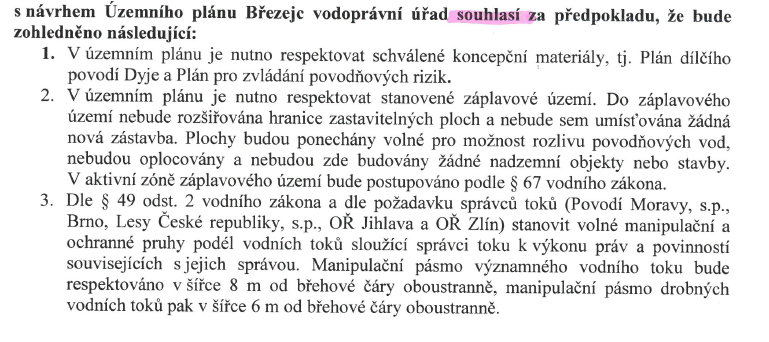 s návrhem Územního plánu Březejc vodoprávní úřad souhlasí za předpokladu, že bude
zohledněno následující:
1. V územním plánu je nutno respektovat schválené koncepční materiály, tj. Plán dílčího
povodí Dyje a Plán pro zvládání povodňových rizik.
2. V územním plánu je nutno respektovat stanovené záplavové území. Do záplavového
území nebude rozšiřována hranice zastavitelných ploch a nebude sem umísťována žádná
nová zástavba. Plochy budou ponechány volné pro možnost rozlivu povodňových vod,
nebudou oplocovány a nebudou zde budovány žádné nadzemní objekty nebo stavby.
V aktivní zóně záplavového území bude postupováno podle § 67 vodního zákona.
3. Dle § 49 odst. 2 vodního zákona a dle požadavku správců toků (Povodí Moravy, s.p.,
Brno, Lesy České republiky, s.p., OŘ Jihlava a OŘ Zlín) stanovit volné manipulační a
ochranné pruhy podél vodních toků sloužící správci toku k výkonu práv a povinností
souvisejících s jejich správou. Manipulační pásmo významného vodního toku bude
respektováno v šířce 8 m od břehové čáry oboustranně, manipulační pásmo drobných
vodních toků pak v šířce 6 m od břehové čáry oboustranně.